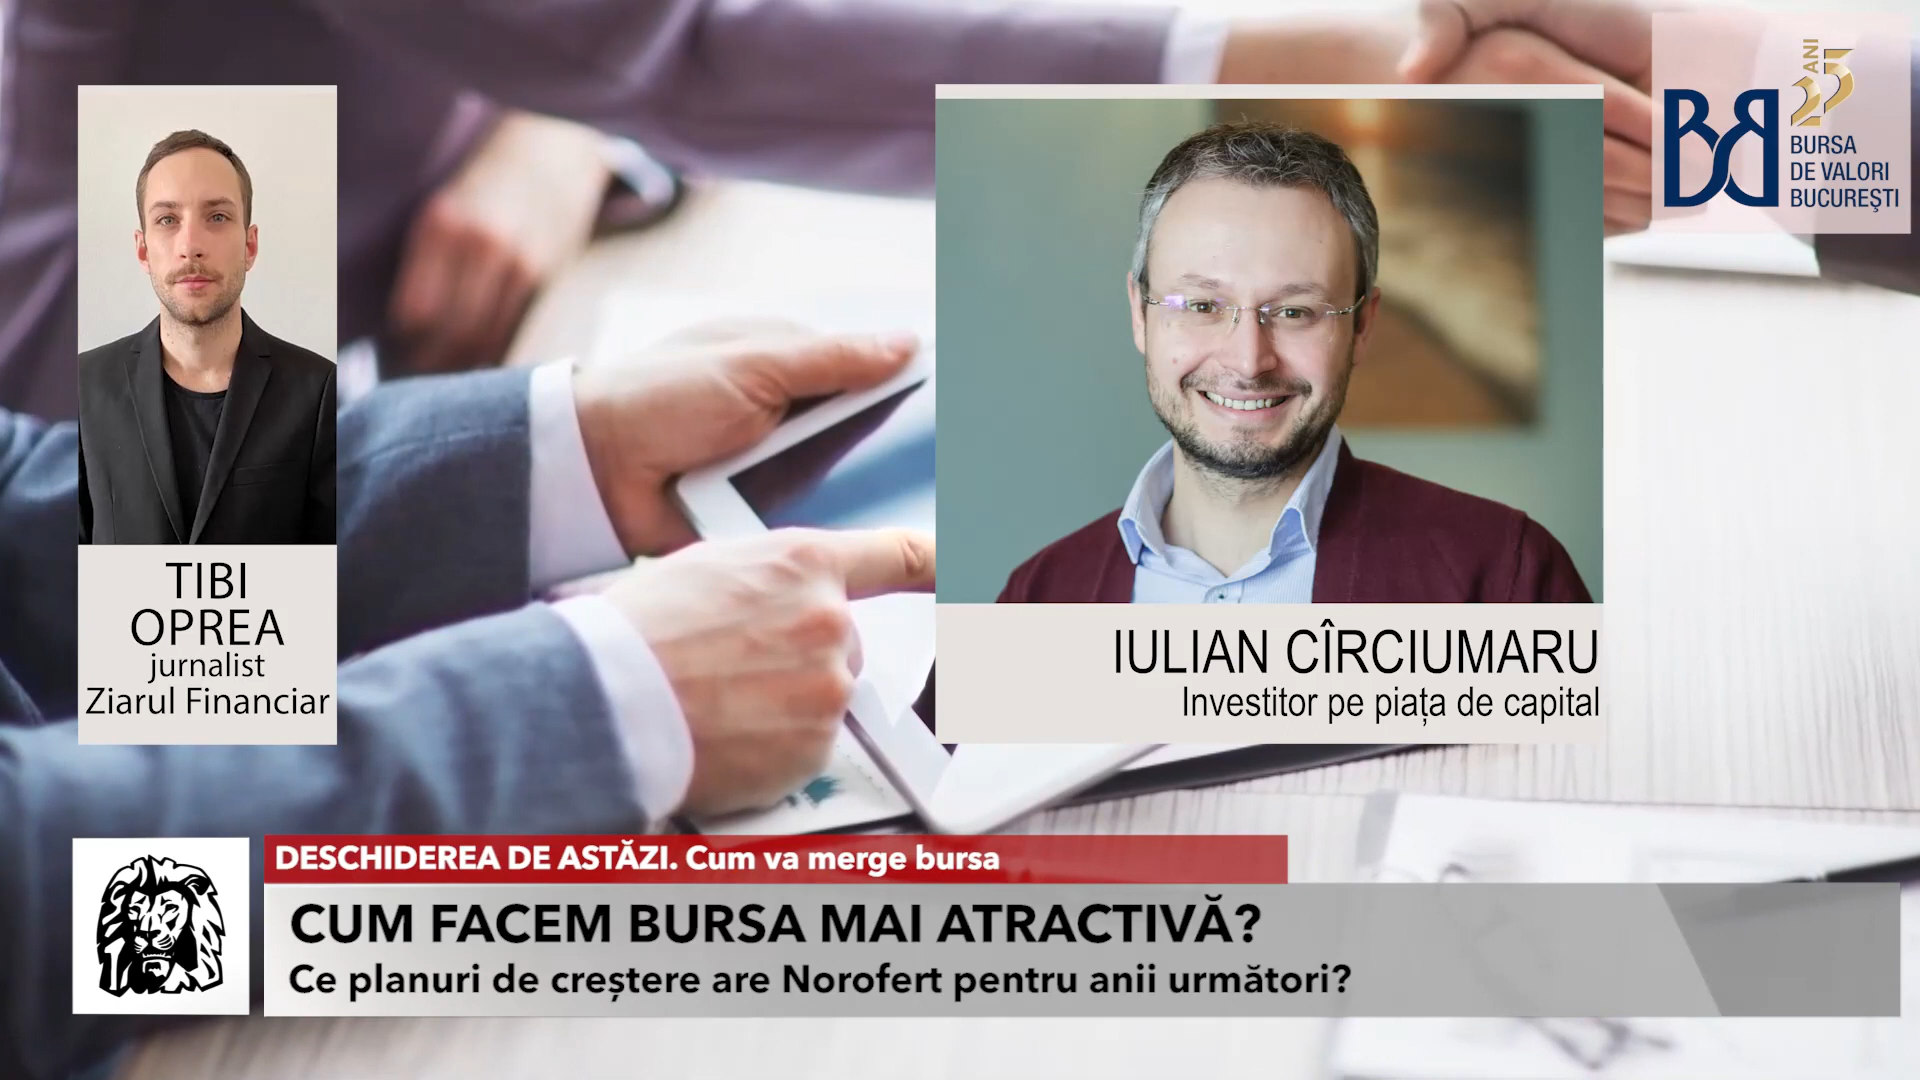 25 ANI
BURSA
DE VALORI
BUCUREŞTI
TIBI
OPREA
jurnalist
Ziarul Financiar
IULIAN CÎRCIUMARU
Investitor pe piața de capital
DESCHIDEREA DE ASTĂZI. Cum va merge bursa
CUM FACEM BURSA MAI ATRACTIVĂ?
Ce planuri de creștere are Norofert pentru anii următori?